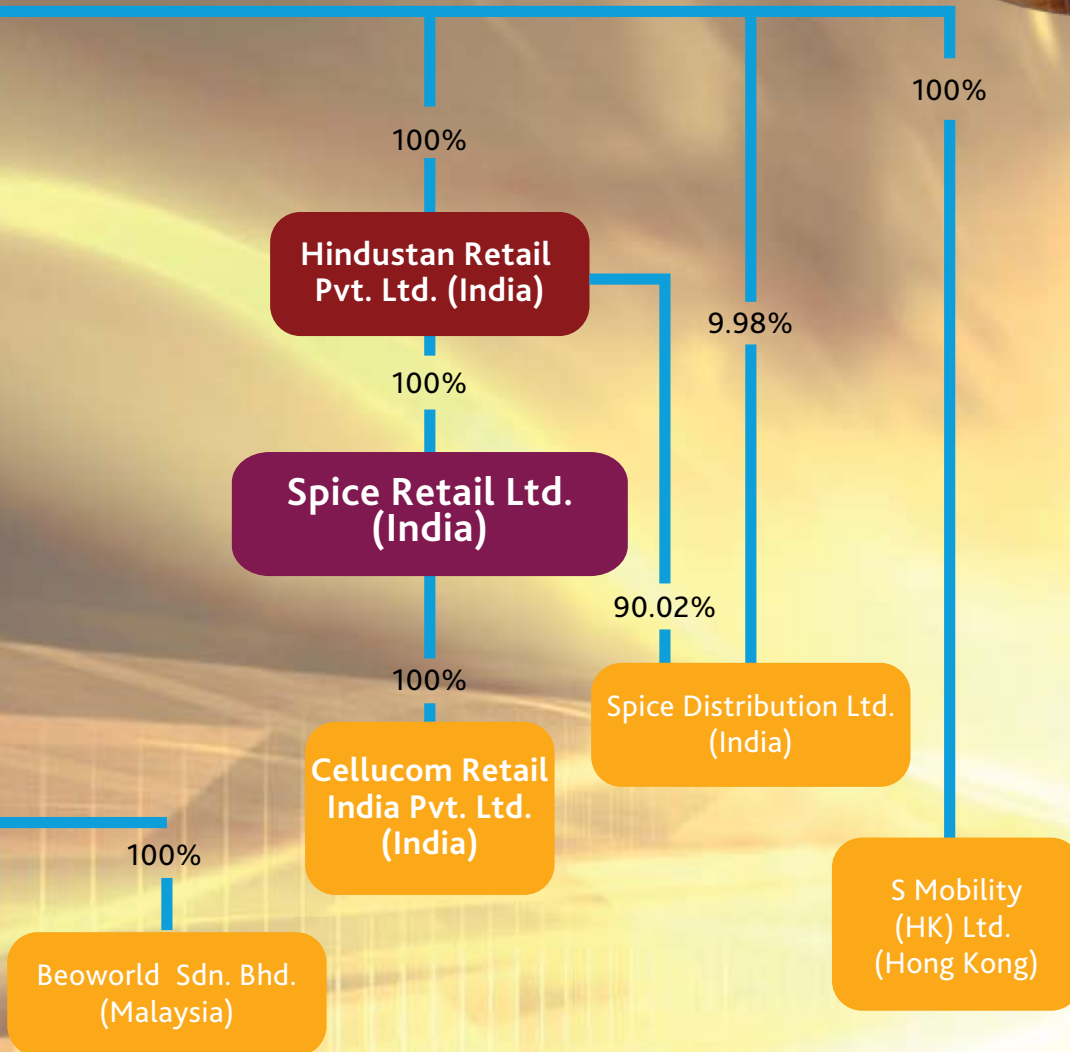 100%
100%
Hindustan Retail
Pvt. Ltd. (India)
9.98%
100%
Spice Retail Ltd.
(India)
90.02%
100%
Spice Distribution Ltd.
(India)
Cellucom Retail
India Pvt. Ltd.
(India)
100%
S Mobility
(HK) Ltd.
(Hong Kong)
Beoworld Sdn. Bhd.
(Malaysia)